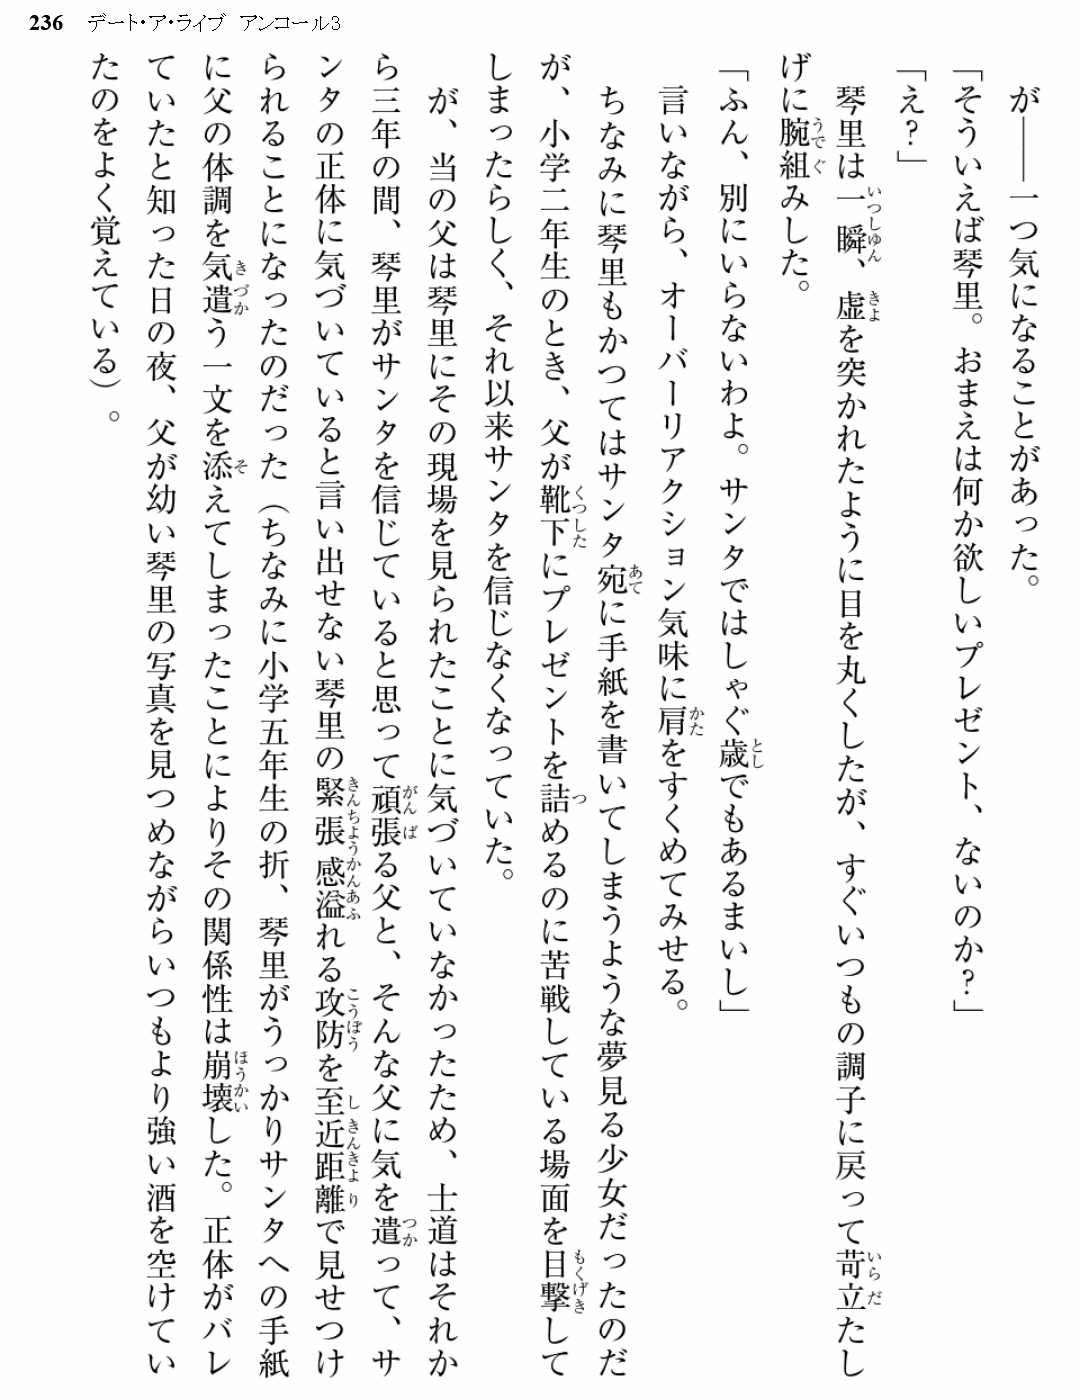 236 デート・ア・ライブ アンコール3
が――一つ気になることがあった。
「そういえば琴里。おまえは何か欲しいプレゼント、ないのか？」
「え？」
琴里は一瞬、虚を突かれたように目を丸くしたが、すぐいつもの調子に戻って苛立たし
げに腕組みした。
「ふん、別にいらないわよ。サンタではしゃぐ歳でもあるまいし」
言いながら、オーバーリアクション気味に肩をすくめてみせる。
ちなみに琴里もかつてはサンタ宛に手紙を書いてしまうような夢見る少女だったのだ
が、小学二年生のとき、父が靴下にプレゼントを詰めるのに苦戦している場面を目撃して
しまったらしく、それ以来サンタを信じなくなっていた。
が、当の父は琴里にその現場を見られたことに気づいていなかったため、士道はそれか
ら三年の間、琴里がサンタを信じていると思って頑張る父と、そんな父に気を遣って、サ
ンタの正体に気づいていると言い出せない琴里の緊張感溢れる攻防を至近距離で見せつけ
られることになったのだった（ちなみに小学五年生の折、琴里がうっかりサンタへの手紙
に父の体調を気遣う一文を添えてしまったことによりその関係性は崩壊した。正体がバレ
ていたと知った日の夜、父が幼い琴里の写真を見つめながらいつもより強い酒を空けてい
たのをよく覚えている）。